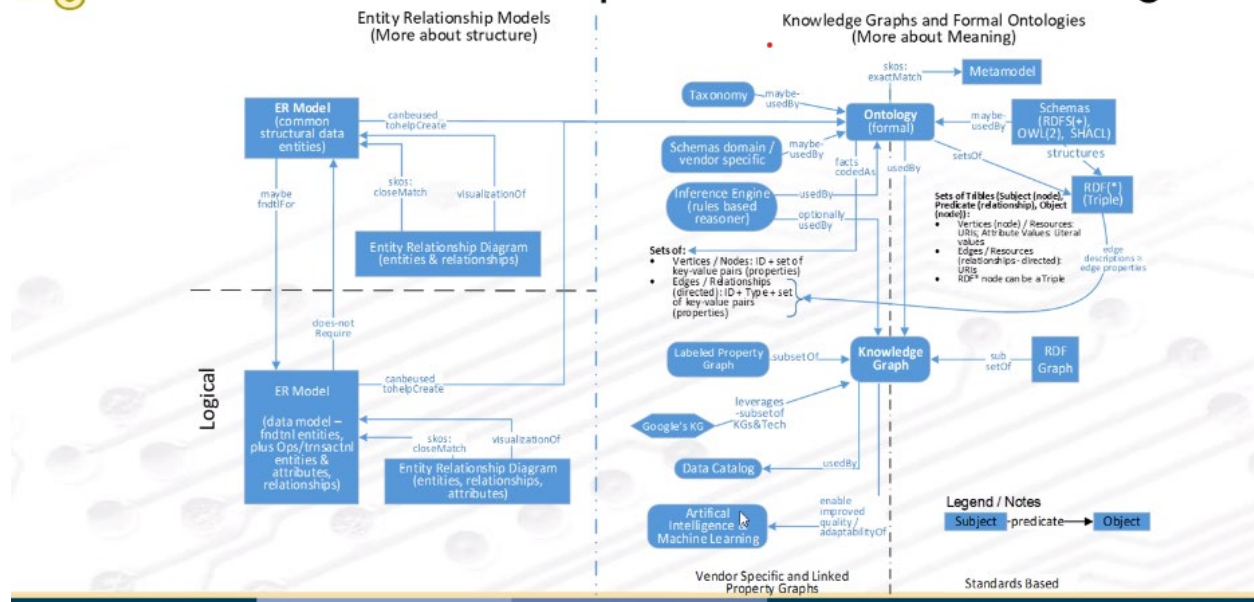 Entity Relationship Models
(More about structure)
Knowledge Graphs and Formal Ontologies
(More about Meaning)
ER Model
(common
structural data
entities)
canbeused
tohelpCreate
skos:
closeMatch
visualizationOf
maybe
fndtlFor
Entity Relationship Diagram
(entities & relationships)
does-not
Require
Logical
ER Model
(data model –
fndtnl entities,
plus Ops/trnsactnl
entities &
attributes,
relationships)
canbeused
tohelpCreate
skos:
closeMatch
visualizationOf
Entity Relationship Diagram
(entities, relationships,
attributes)
skos:
exactMatch
Metamodel
Taxonomy
maybe-
usedBy
Ontology
(formal)
maybe-
usedBy
Schemas
(RDFS(+),
OWL(2), SHACL)
Schemas domain /
vendor specific
maybe-
usedBy
facts
codedAs
usedBy
setsOf
structures
Inference Engine
(rules based
reasoner)
usedBy
optionally
usedBy
RDF(*)
(Triple)
Sets of Tribles (Subject (node),
Predicate (relationship), Object
(node)):
• Vertices (node) / Resources:
URIs; Attribute Values: Literal
values
• Edges / Resources
(relationships - directed):
URIs
• RDF* node can be a Triple
edge
descriptions =
edge properties
Sets of:
• Vertices / Nodes: ID + set of
key-value pairs (properties)
• Edges / Relationships
(directed): ID + Type + set
of key-value pairs
(properties)
Labeled Property
Graph
subsetOf
Knowledge
Graph
sub
setOf
RDF
Graph
Google's KG
leverages
-subsetof
KGs&Tech
Data Catalog
usedBy
Artifical
Intelligence &
Machine Learning
enable
improved
quality /
adaptabilityOf
Legend / Notes
Subject
predicate
Object
Vendor Specific and Linked
Property Graphs
Standards Based